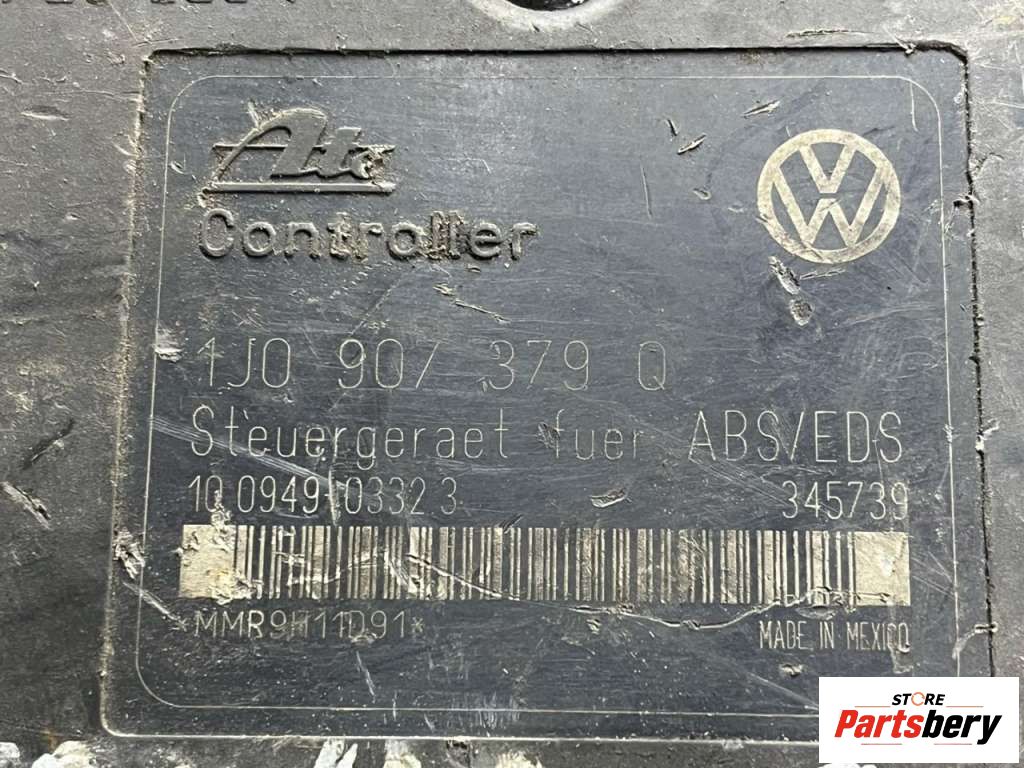 Ate
Controller
1J0 907 379 Q
Steuergeraet fuer ABS/EDS
10.0949-0332.3 345739
*MMR9H11D91*
MADE IN MEXICO
STORE
Partsbery